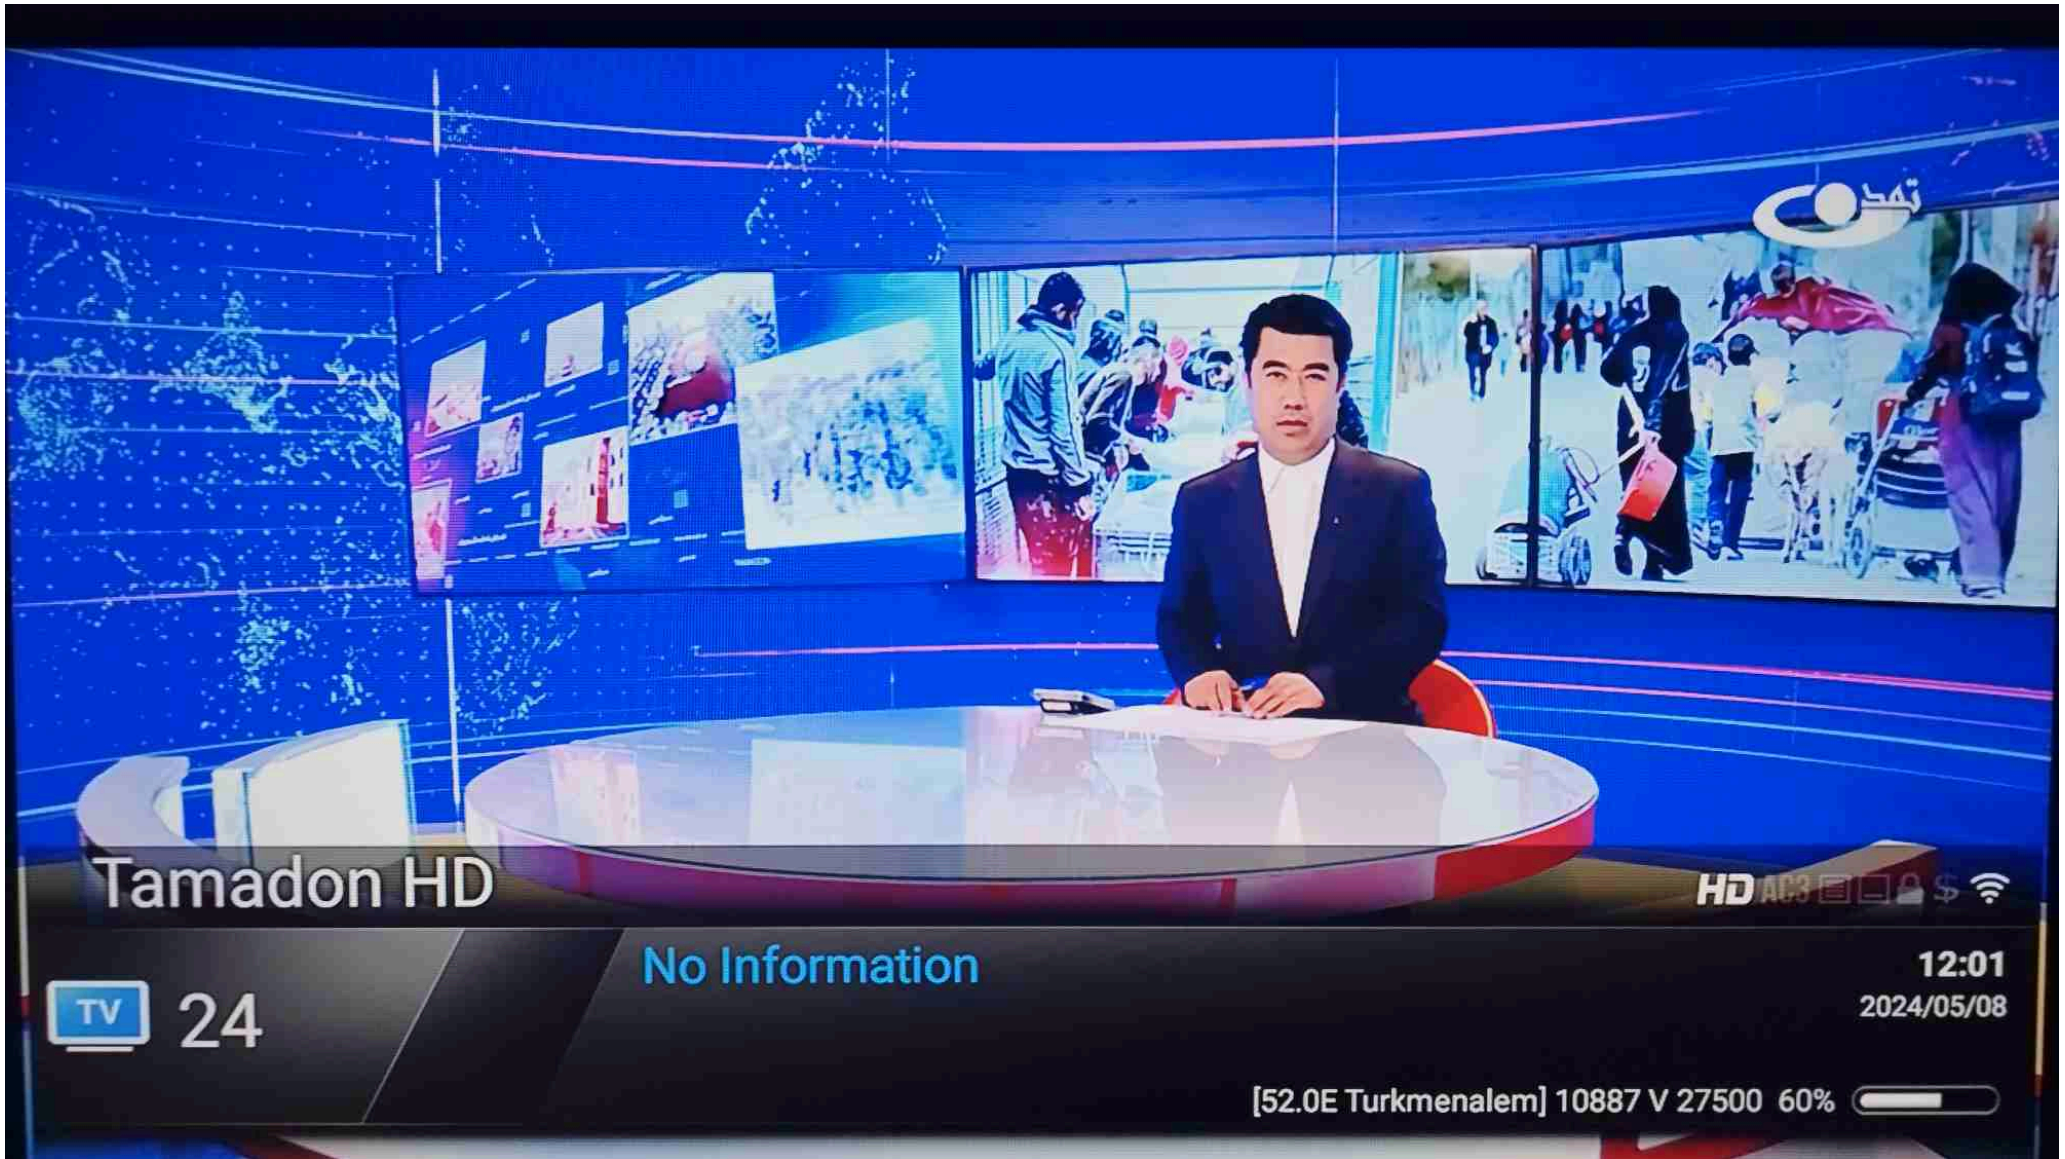 تمدن
Tamadon HD
HD AC3 $
TV 24
No Information
12:01
2024/05/08
[52.0E Turkmenalem] 10887 V 27500 60%